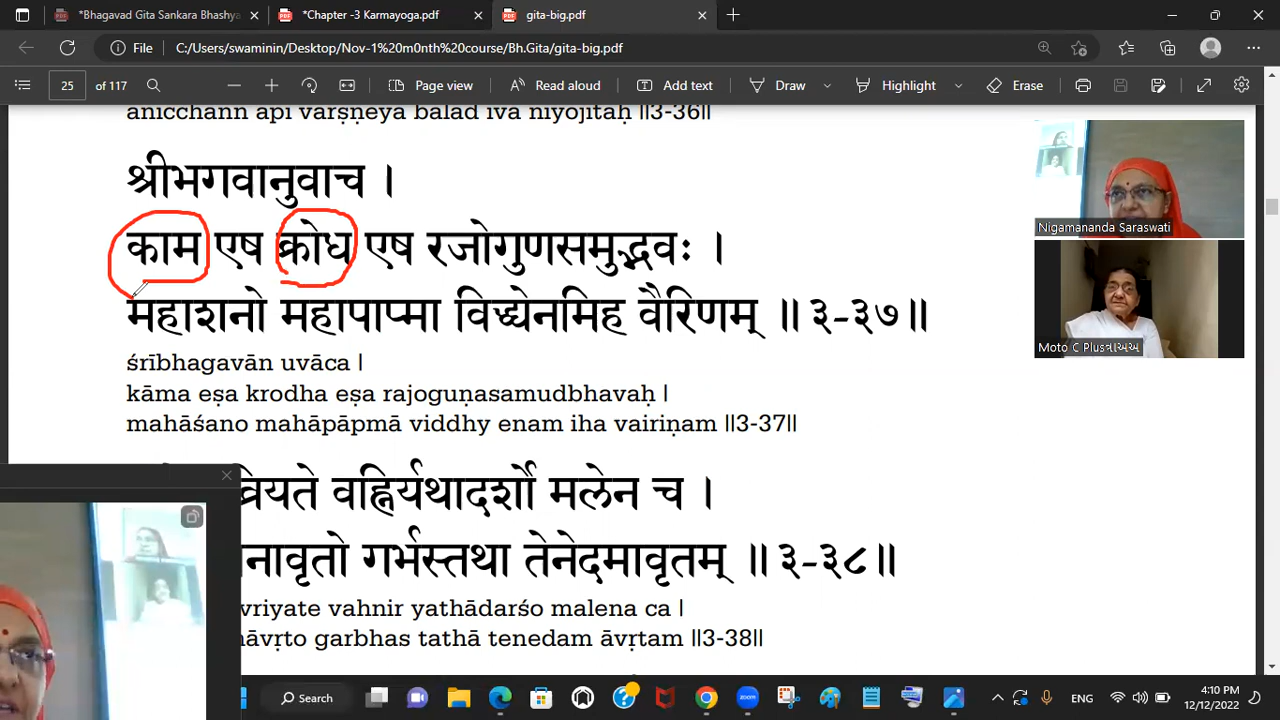 *Bhagavad Gita Sankara Bhashya
*Chapter -3 Karmayoga.pdf
gita-big.pdf
File
C:/Users/swaminin/Desktop/Nov-1%20m0nth%20course/Bh.Gita/gita-big.pdf
25 of 117
Page view
Read aloud
Add text
Draw
Highlight
Erase
anicchann api vārṣṇeya balād iva niyojitaḥ ||3-36||
श्रीभगवानुवाच ।
काम एष क्रोध एष रजोगुणसमुद्भवः ।
महाशनो महापाप्मा विद्ध्येनमिह वैरिणम् ॥ ३-३७॥
śrībhagavān uvāca |
kāma eṣa krodha eṣa rajoguṇasamudbhavaḥ |
mahāśano mahāpāpmā viddhy enam iha vairiṇam ||3-37||
व्रियते वह्निर्यथादर्शो मलेन च ।
नावृतो गर्भस्तथा तेनेदमावृतम् ॥ ३-३८॥
vriyate vahnir yathādarśo malena ca |
āvṛto garbhas tathā tenedam āvṛtam ||3-38||
Nigamananda Saraswati
Moto C Plusત્રાઅઅ
Search
ENG
4:10 PM
12/12/2022